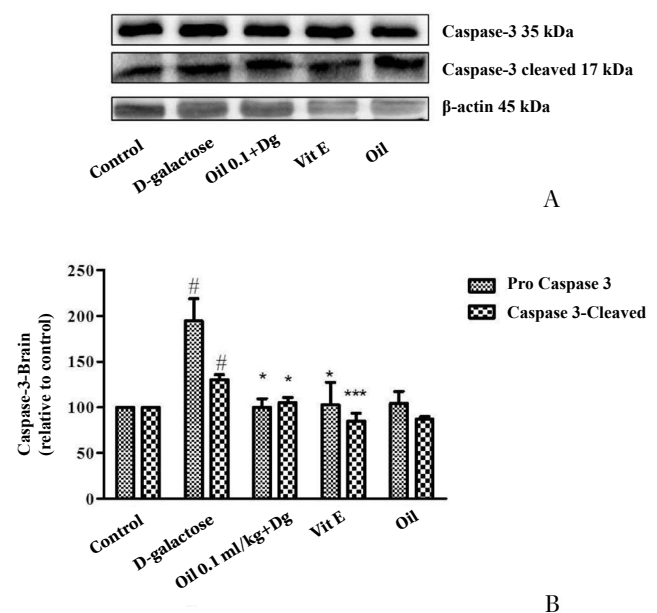 Caspase-3 35 kDa
Caspase-3 cleaved 17 kDa
β-actin 45 kDa
Control
D-galactose
Oil 0.1+Dg
Vit E
Oil
A
Caspase-3-Brain
(relative to control)
250
200
150
100
50
0
#
#
*
*
*
***
Pro Caspase 3
Caspase 3-Cleaved
Control
D-galactose
Oil 0.1 ml/kg+Dg
Vit E
Oil
B